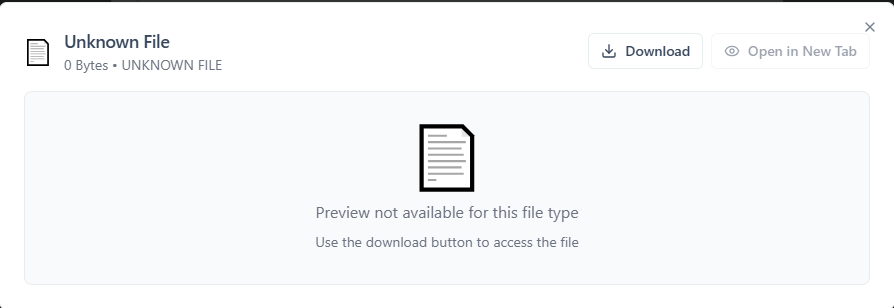 Unknown File
0 Bytes • UNKNOWN FILE
Download
Open in New Tab
Preview not available for this file type
Use the download button to access the file